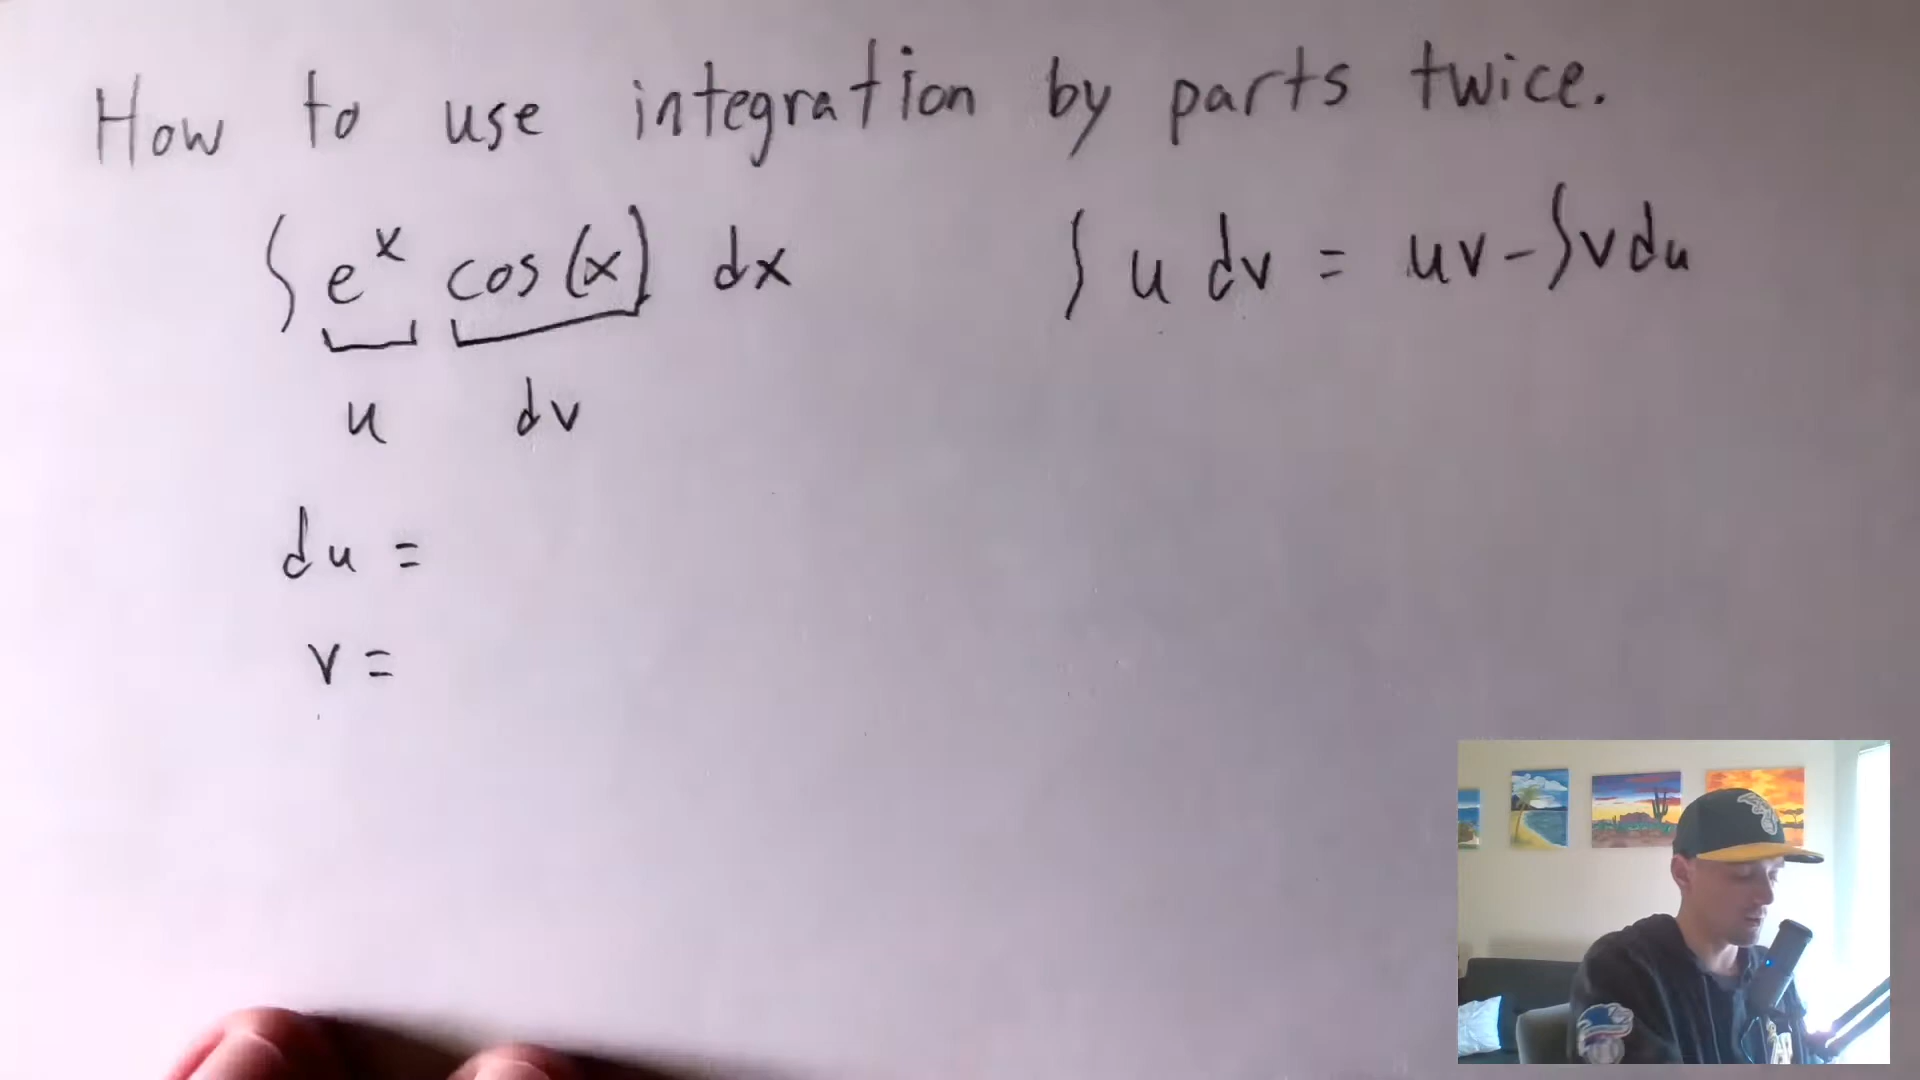 How to use integration by parts twice.
∫ e^x cos(x) dx
∫ u dv = uv - ∫ v du
u dv
du =
v =